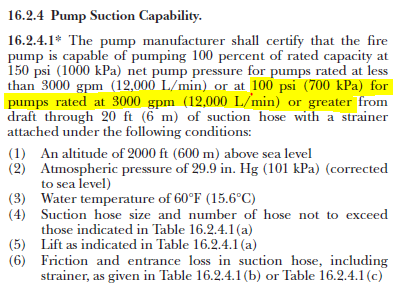 16.2.4 Pump Suction Capability.
16.2.4.1* The pump manufacturer shall certify that the fire
pump is capable of pumping 100 percent of rated capacity at
150 psi (1000 kPa) net pump pressure for pumps rated at less
than 3000 gpm (12,000 L/min) or at 100 psi (700 kPa) for
pumps rated at 3000 gpm (12,000 L/min) or greater from
draft through 20 ft (6 m) of suction hose with a strainer
attached under the following conditions:
(1) An altitude of 2000 ft (600 m) above sea level
(2) Atmospheric pressure of 29.9 in. Hg (101 kPa) (corrected
to sea level)
(3) Water temperature of 60°F (15.6°C)
(4) Suction hose size and number of hose not to exceed
those indicated in Table 16.2.4.1(a)
(5) Lift as indicated in Table 16.2.4.1(a)
(6) Friction and entrance loss in suction hose, including
strainer, as given in Table 16.2.4.1(b) or Table 16.2.4.1(c)